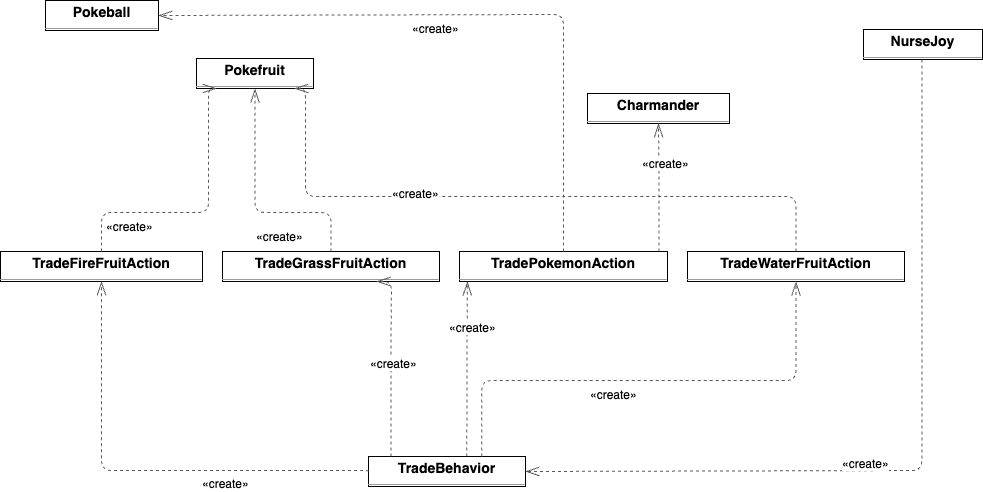 Pokeball
«create»
NurseJoy
Pokefruit
Charmander
«create»
«create»
«create»
«create»
TradeFireFruitAction
TradeGrassFruitAction
TradePokemonAction
TradeWaterFruitAction
«create»
«create»
«create»
TradeBehavior
«create»
«create»